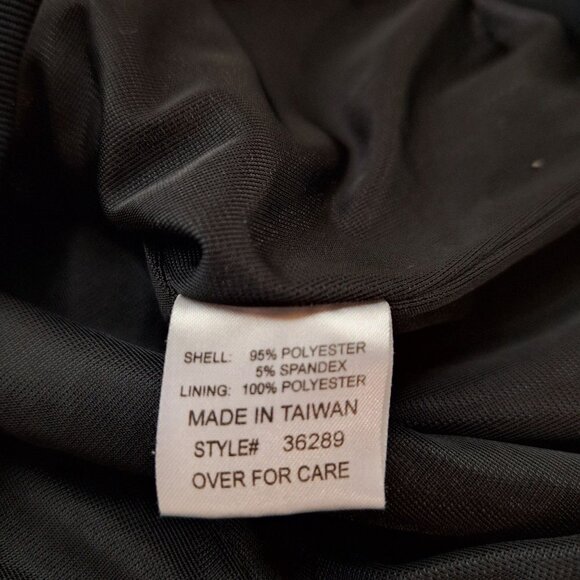 SHELL: 95% POLYESTER
5% SPANDEX
LINING: 100% POLYESTER
MADE IN TAIWAN
STYLE# 36289
OVER FOR CARE